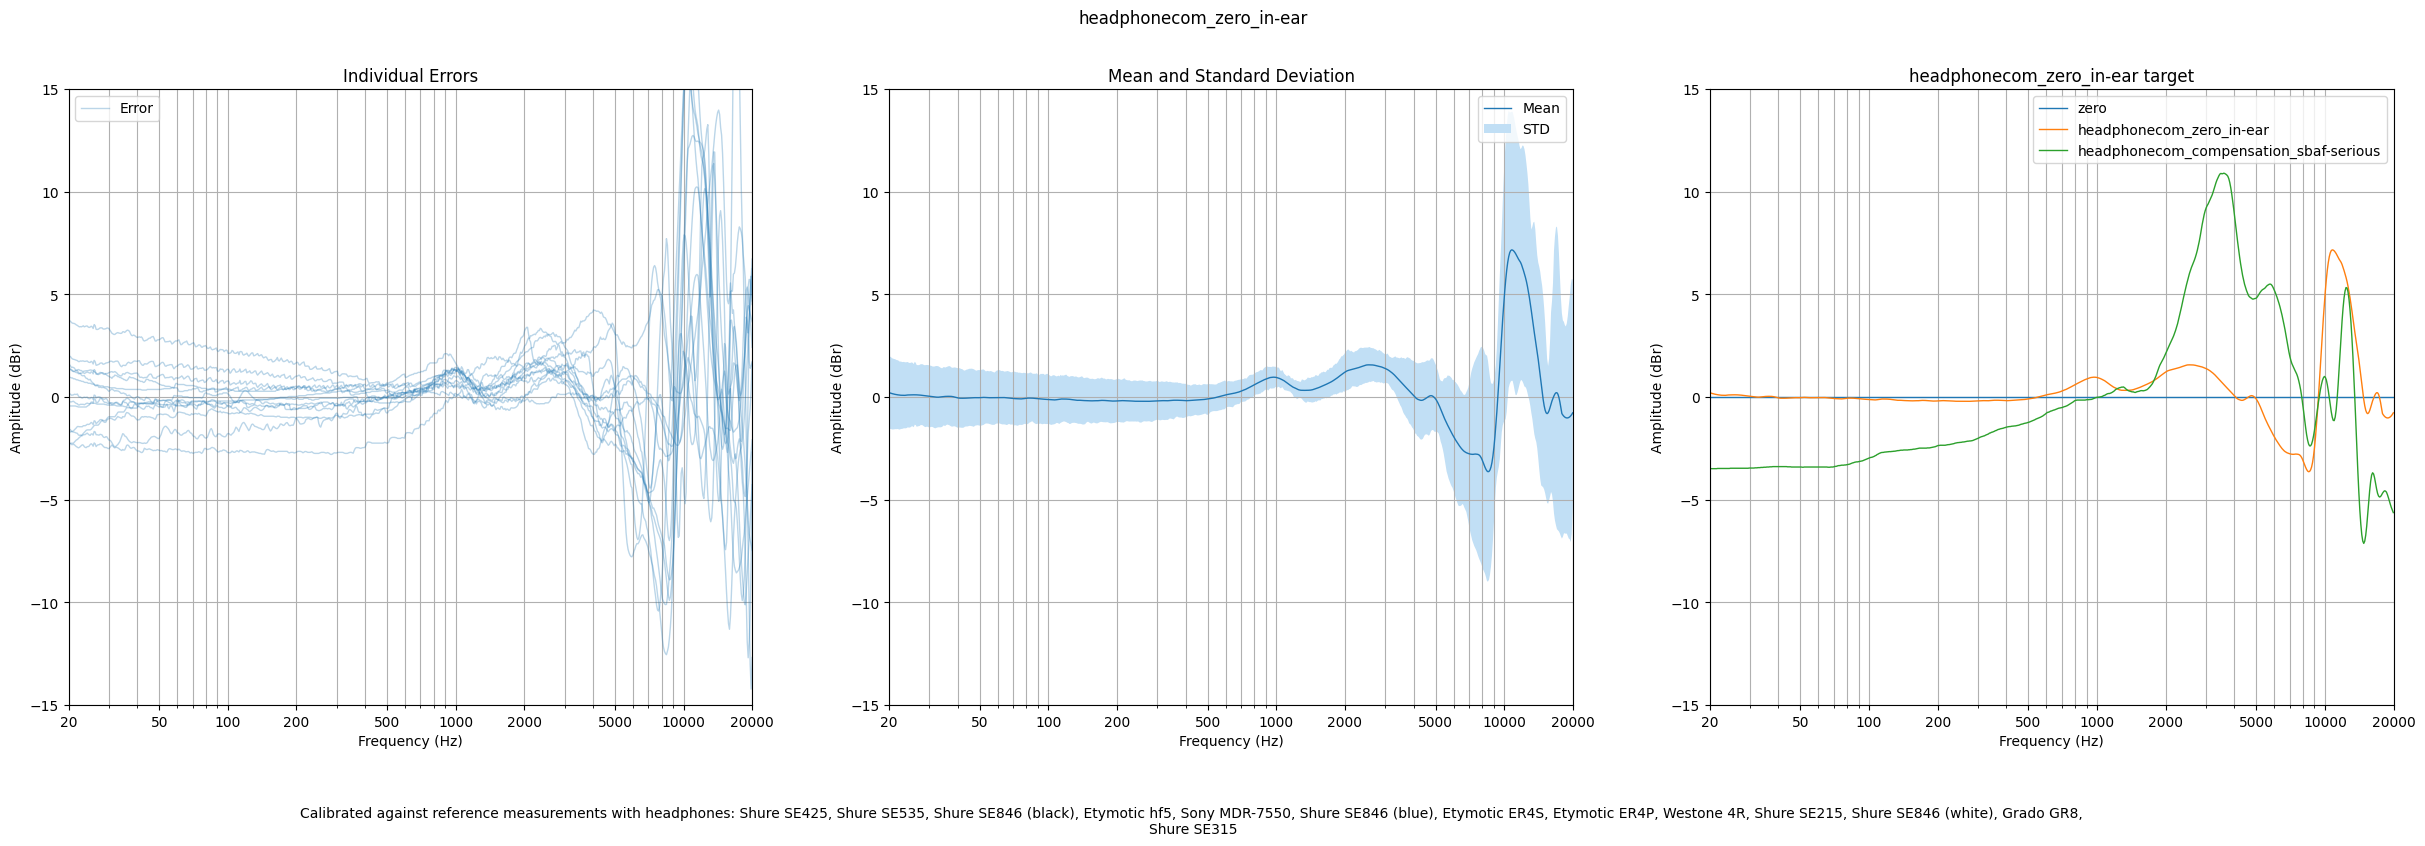 headphonecom_zero_in-ear
Individual Errors
Error
15
10
5
0
−5
−10
−15
Amplitude (dBr)
20
50
100
200
500
1000
2000
5000
10000
20000
Frequency (Hz)
Mean and Standard Deviation
Mean
STD
15
10
5
0
−5
−10
−15
Amplitude (dBr)
20
50
100
200
500
1000
2000
5000
10000
20000
Frequency (Hz)
headphonecom_zero_in-ear target
zero
headphonecom_zero_in-ear
headphonecom_compensation_sbaf-serious
15
10
5
0
−5
−10
−15
Amplitude (dBr)
20
50
100
200
500
1000
2000
5000
10000
20000
Frequency (Hz)
Calibrated against reference measurements with headphones: Shure SE425, Shure SE535, Shure SE846 (black), Etymotic hf5, Sony MDR-7550, Shure SE846 (blue), Etymotic ER4S, Etymotic ER4P, Westone 4R, Shure SE215, Shure SE846 (white), Grado GR8,
Shure SE315